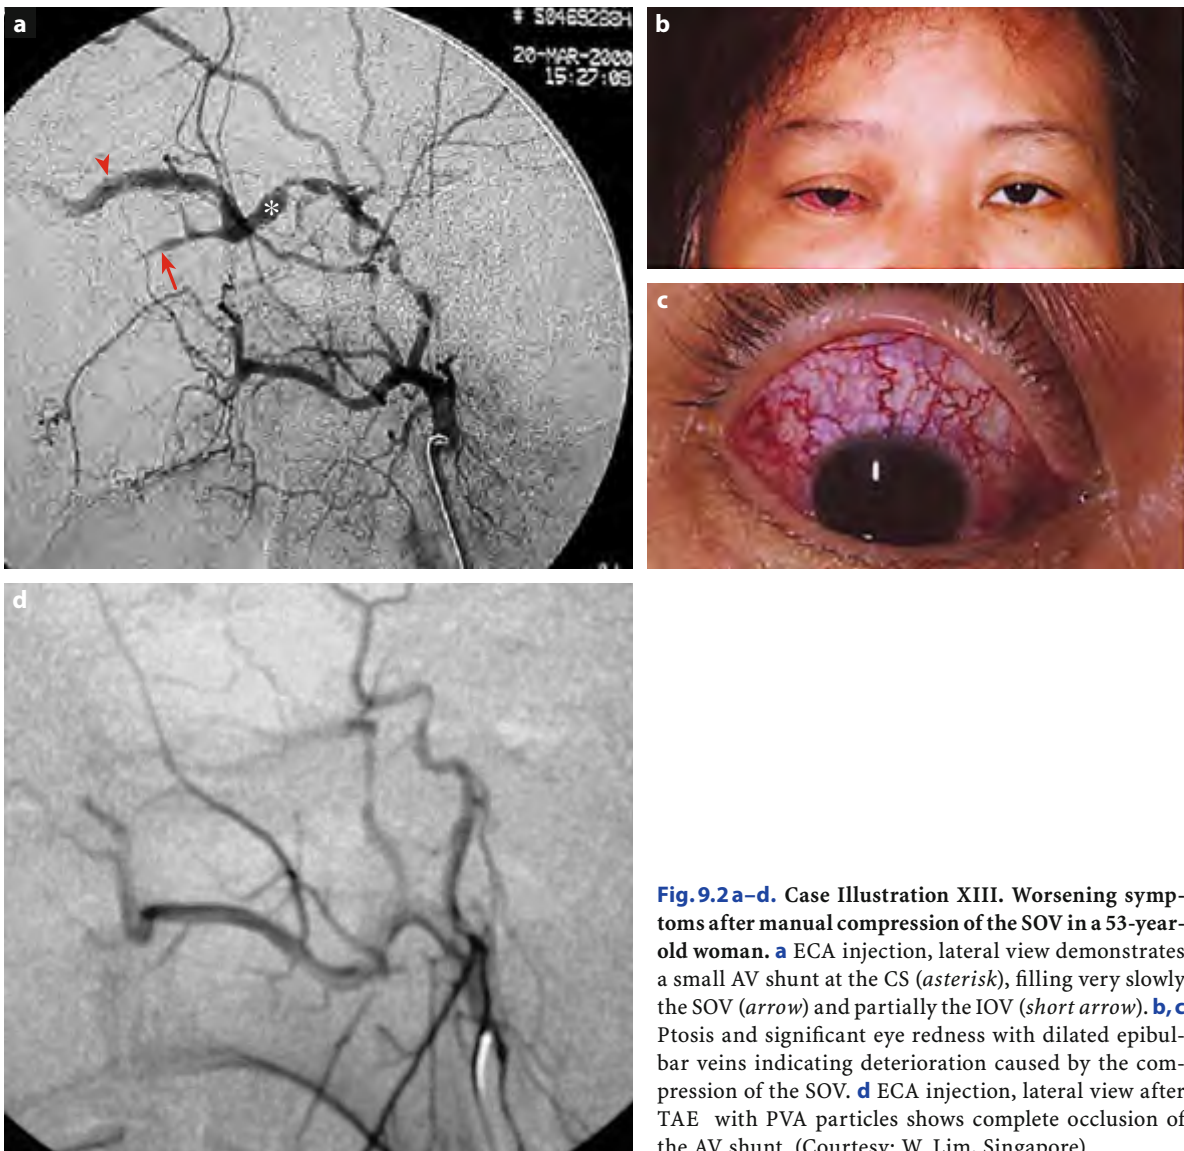 a
# S0469280H
20-MAR-2000
15:27:09
*
b
c
d
Fig. 9.2 a–d. Case Illustration XIII. Worsening symp-
toms after manual compression of the SOV in a 53-year-
old woman. a ECA injection, lateral view demonstrates
a small AV shunt at the CS (asterisk), filling very slowly
the SOV (arrow) and partially the IOV (short arrow). b, c
Ptosis and significant eye redness with dilated epibul-
bar veins indicating deterioration caused by the com-
pression of the SOV. d ECA injection, lateral view after
TAE with PVA particles shows complete occlusion of
the AV shunt. (Courtesy: W. Lim, Singapore)